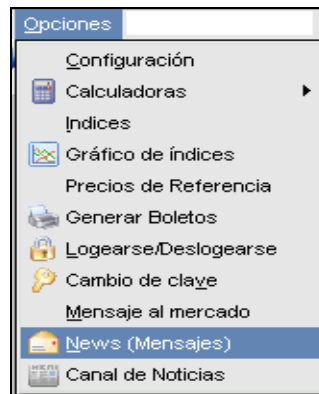 Opciones
Configuración
Calculadoras
Indices
Gráfico de índices
Precios de Referencia
Generar Boletos
Logearse/Deslogearse
Cambio de clave
Mensaje al mercado
News (Mensajes)
Canal de Noticias